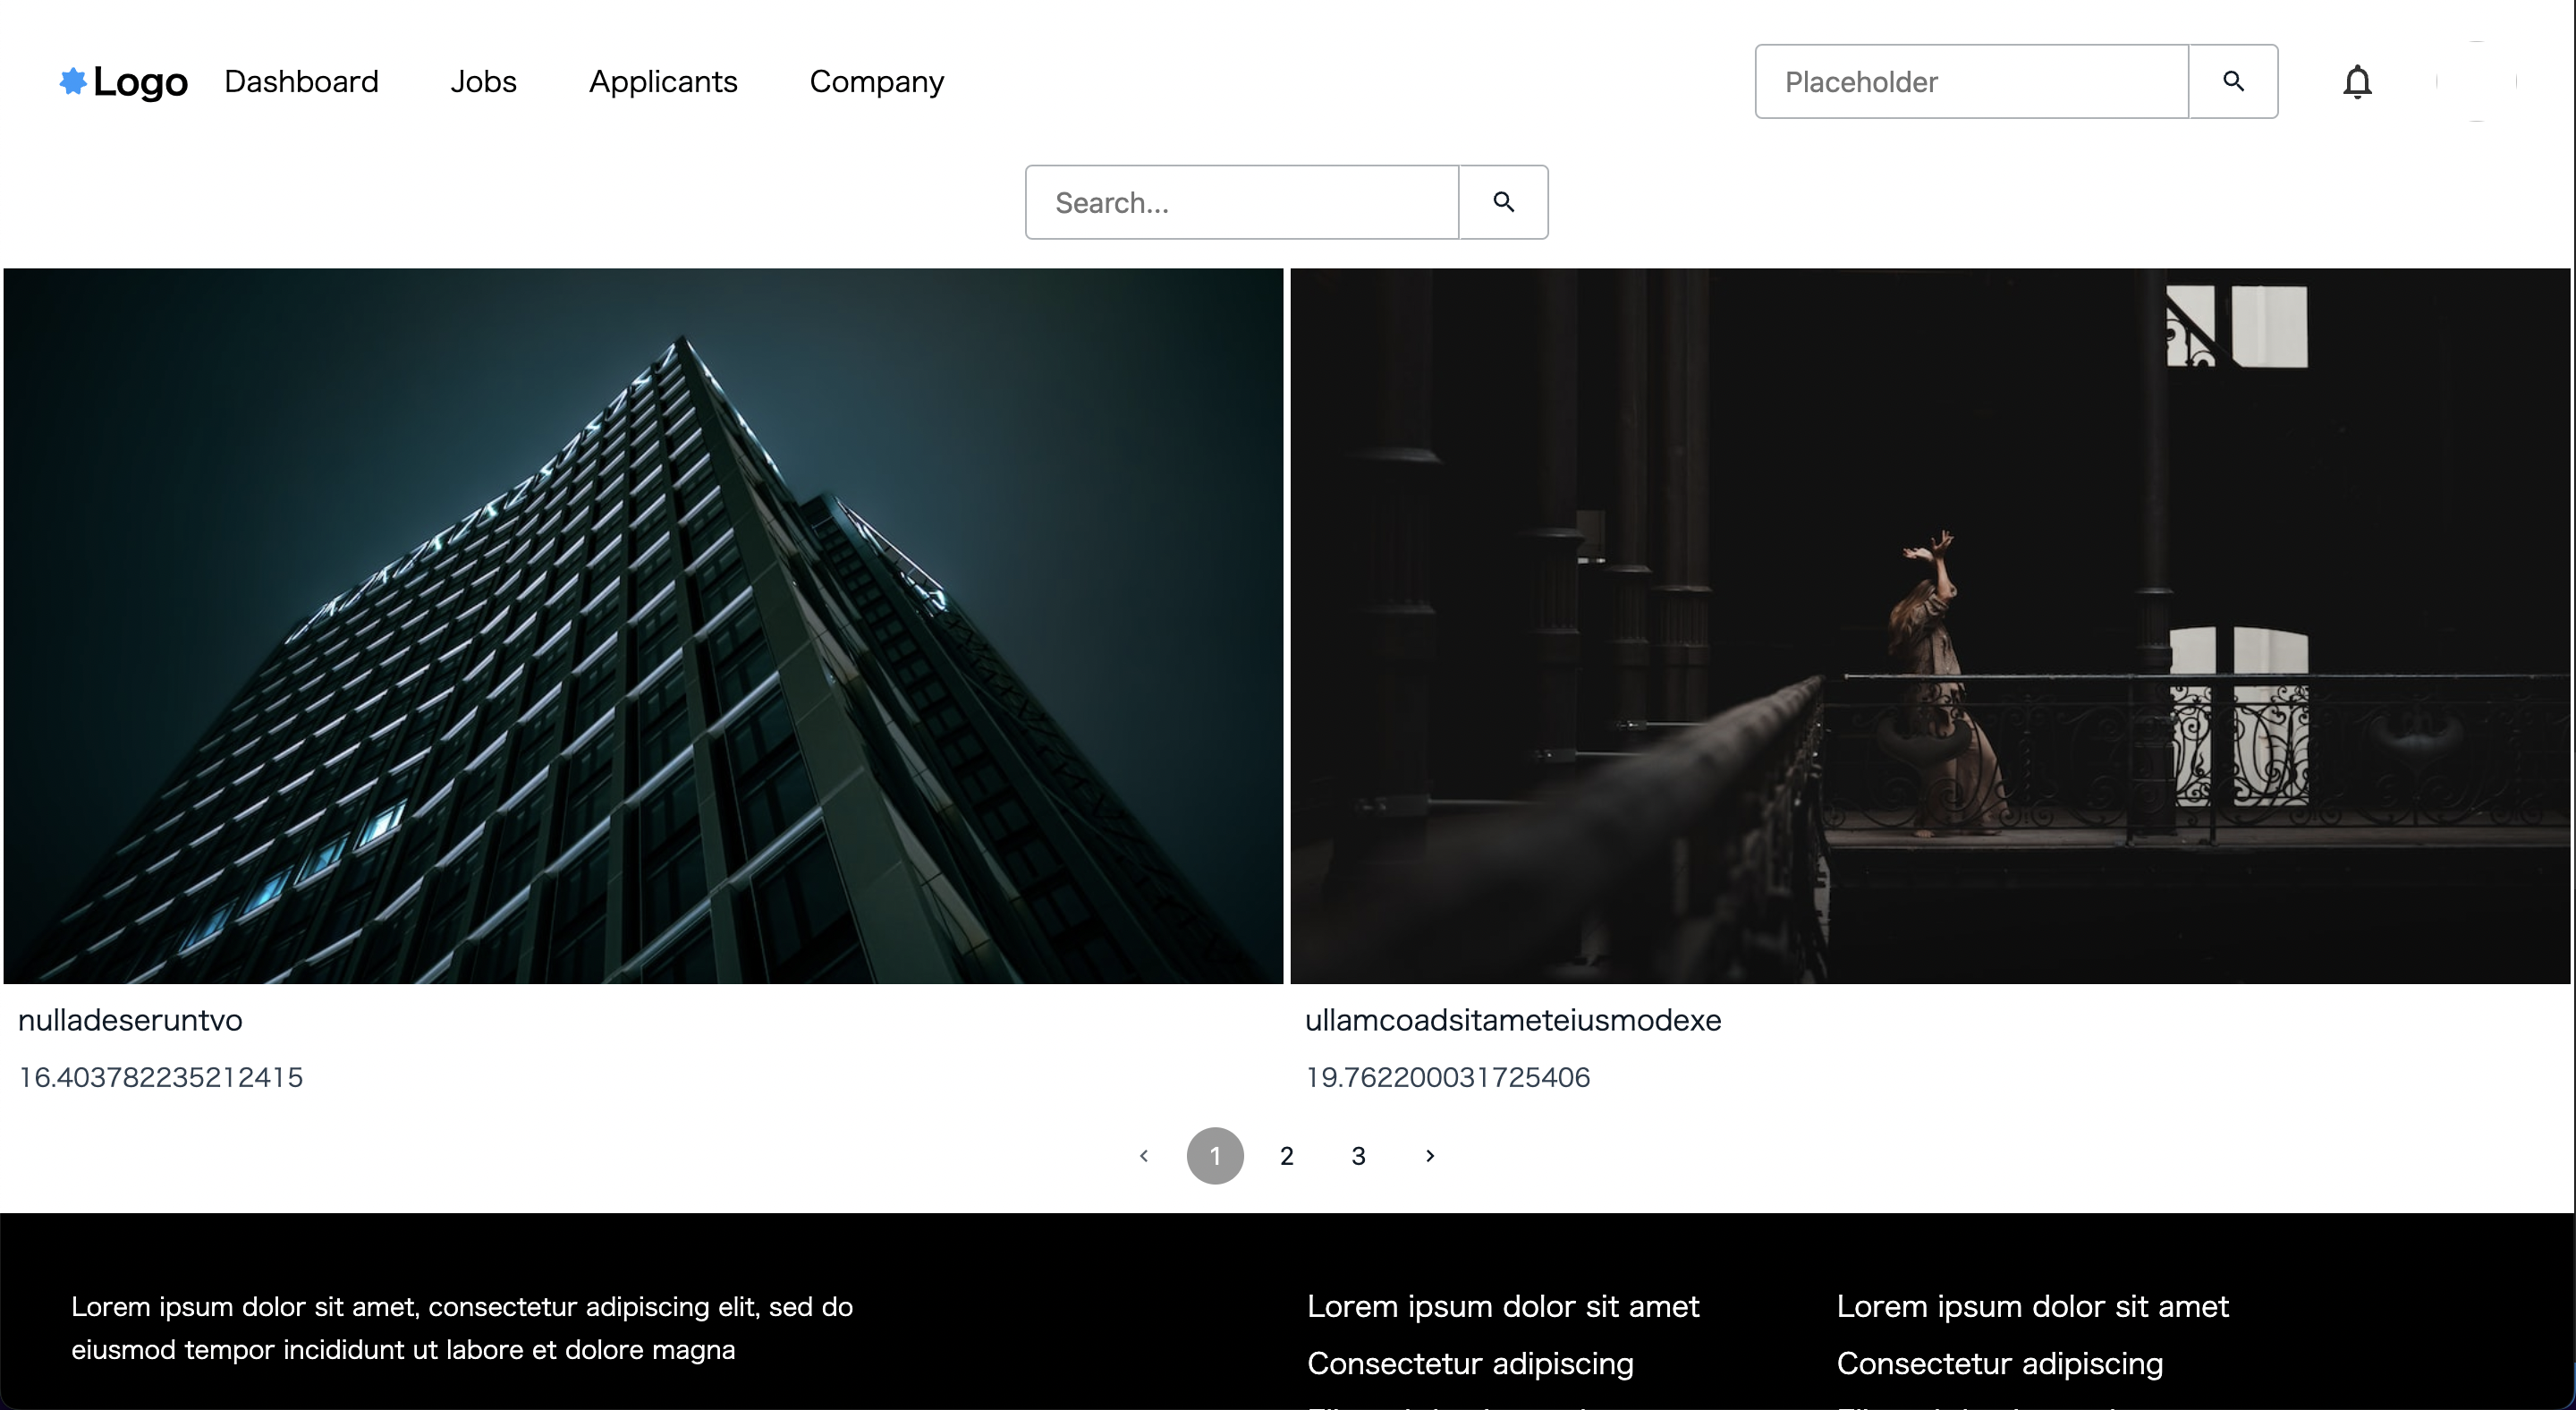 Logo
Dashboard
Jobs
Applicants
Company
Placeholder
Search...
nulladeseruntvo
16.403782235212415
ullamcoadsitameteiusmodexe
19.762200031725406
1
2
3
Lorem ipsum dolor sit amet, consectetur adipiscing elit, sed do
eiusmod tempor incididunt ut labore et dolore magna
Lorem ipsum dolor sit amet
Consectetur adipiscing
Lorem ipsum dolor sit amet
Consectetur adipiscing